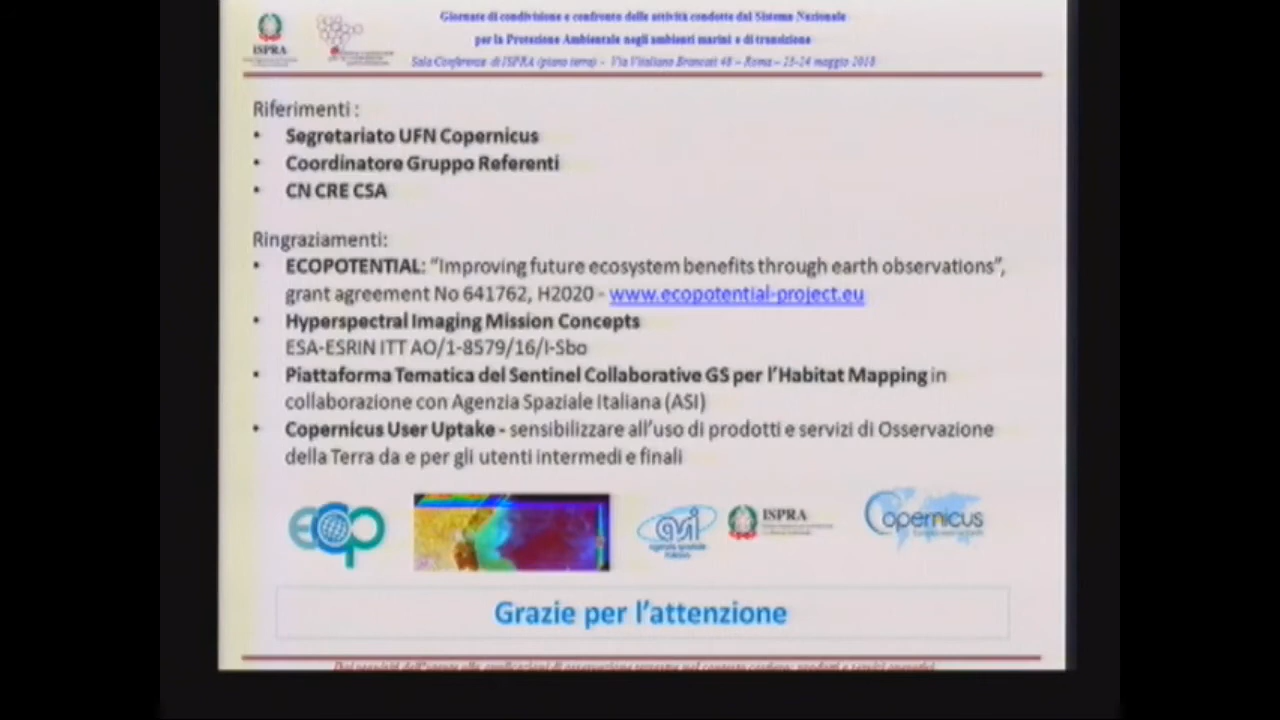 Giornate di condivisione e confronto delle attività condotte dal Sistema Nazionale
per la Protezione Ambientale negli ambienti marini e di transizione
Sala Conferenze di ISPRA (piano terra) - Via Vitaliano Brancati 48 – Roma – 23-24 maggio 2018
ISPRA
Riferimenti :
• Segretariato UFN Copernicus
• Coordinatore Gruppo Referenti
• CN CRE CSA
Ringraziamenti:
• ECOPOTENTIAL: “Improving future ecosystem benefits through earth observations”,
grant agreement No 641762, H2020 - www.ecopotential-project.eu
• Hyperspectral Imaging Mission Concepts
ESA-ESRIN ITT AO/1-8579/16/I-Sbo
• Piattaforma Tematica del Sentinel Collaborative GS per l’Habitat Mapping in
collaborazione con Agenzia Spaziale Italiana (ASI)
• Copernicus User Uptake - sensibilizzare all’uso di prodotti e servizi di Osservazione
della Terra da e per gli utenti intermedi e finali
ecop
asi
agenzia spaziale
italiana
ISPRA
Copernicus
Grazie per l’attenzione